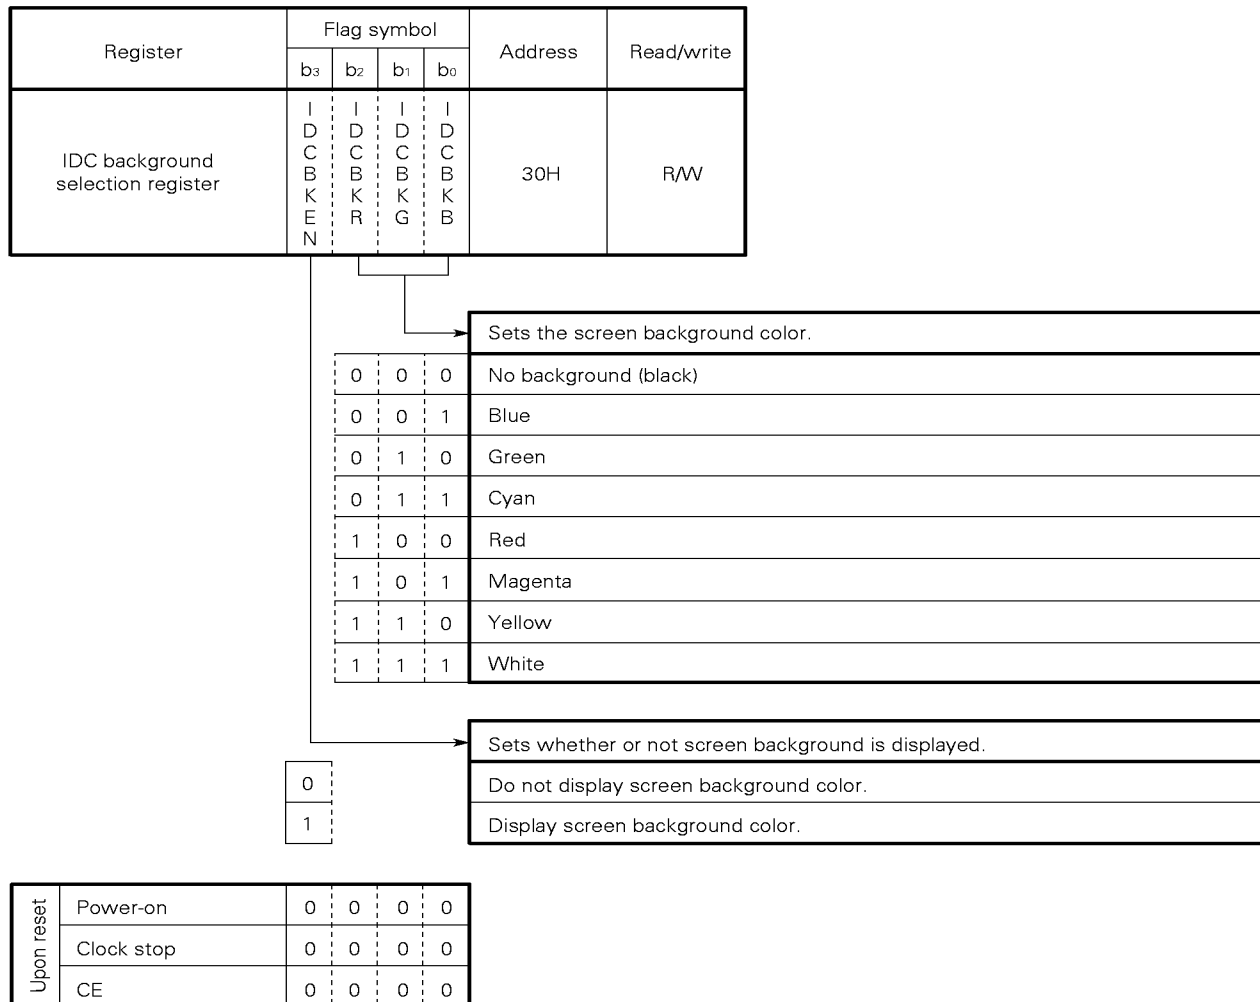 Register Flag symbol Address Read/write
b3 b2 b1 b0
IDC background
selection register
IDCBKEN IDCBKR IDCBKG IDCBKB 30H R/W
Sets the screen background color.
0 0 0 No background (black)
0 0 1 Blue
0 1 0 Green
0 1 1 Cyan
1 0 0 Red
1 0 1 Magenta
1 1 0 Yellow
1 1 1 White
Sets whether or not screen background is displayed.
0 Do not display screen background color.
1 Display screen background color.
Upon reset
Power-on 0 0 0 0
Clock stop 0 0 0 0
CE 0 0 0 0